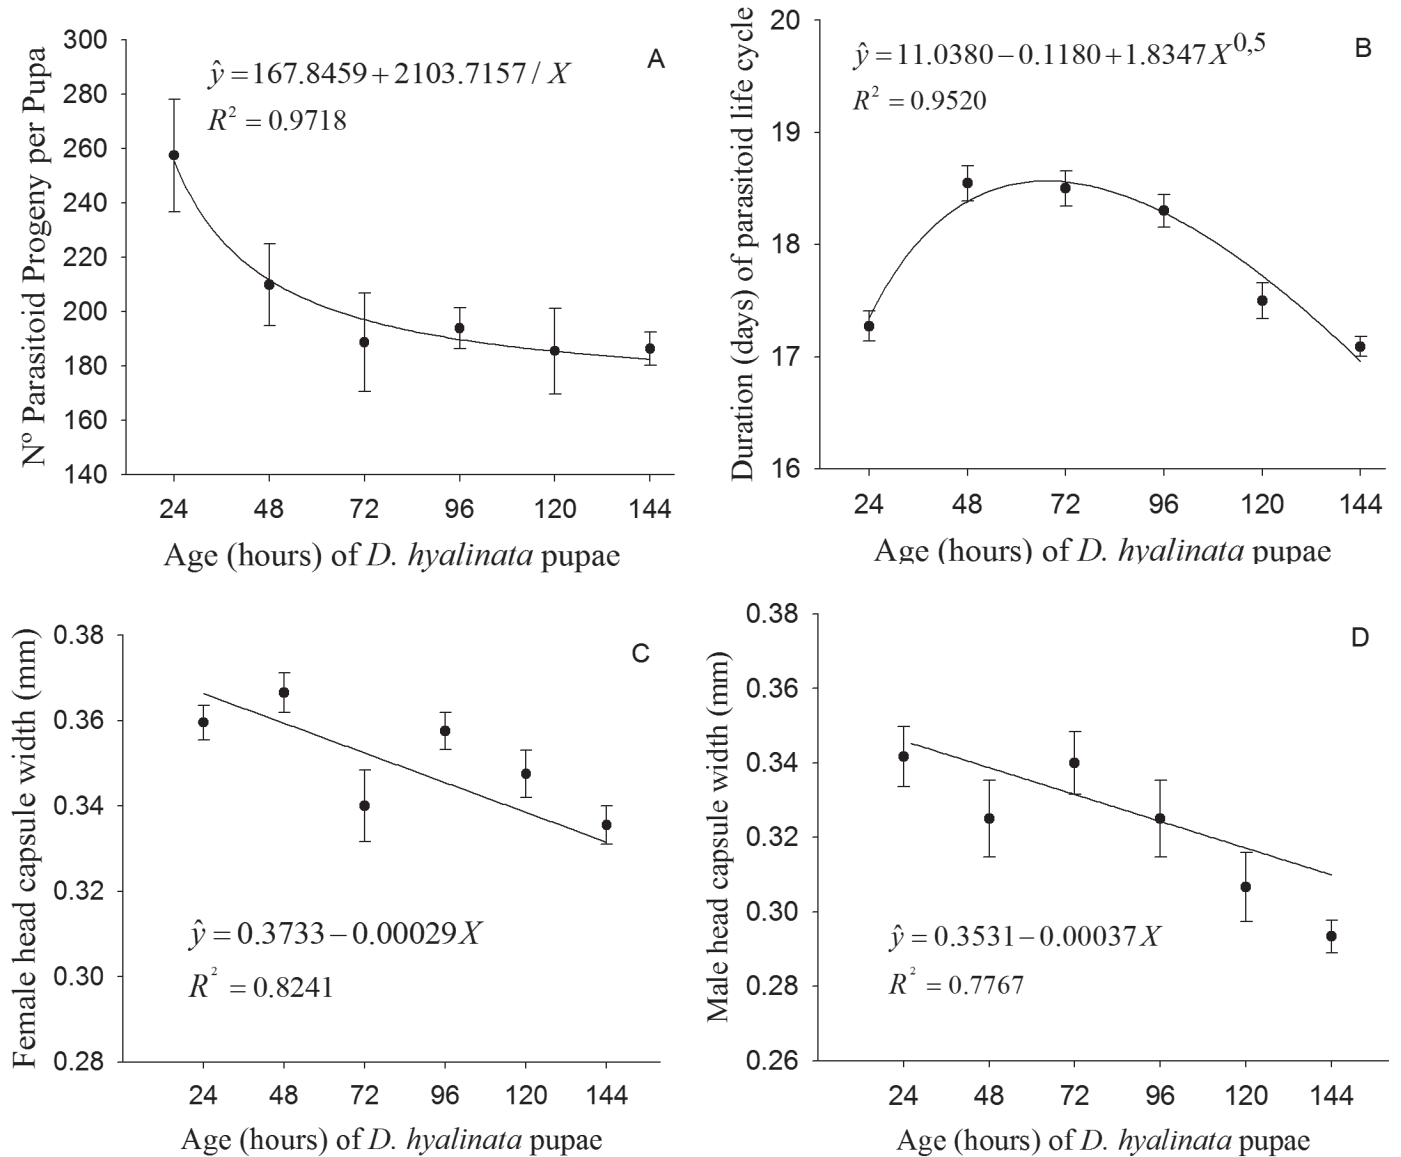 A
ŷ = 167.8459 + 2103.7157 / X
R² = 0.9718
Nº Parasitoid Progeny per Pupa
300
280
260
240
220
200
180
160
140
24 48 72 96 120 144
Age (hours) of D. hyalinata pupae
B
ŷ = 11.0380 − 0.1180 + 1.8347X^0,5
R² = 0.9520
Duration (days) of parasitoid life cycle
20
19
18
17
16
24 48 72 96 120 144
Age (hours) of D. hyalinata pupae
C
Female head capsule width (mm)
0.38
0.36
0.34
0.32
0.30
0.28
ŷ = 0.3733 − 0.00029X
R² = 0.8241
24 48 72 96 120 144
Age (hours) of D. hyalinata pupae
D
Male head capsule width (mm)
0.38
0.36
0.34
0.32
0.30
0.28
0.26
ŷ = 0.3531 − 0.00037X
R² = 0.7767
24 48 72 96 120 144
Age (hours) of D. hyalinata pupae